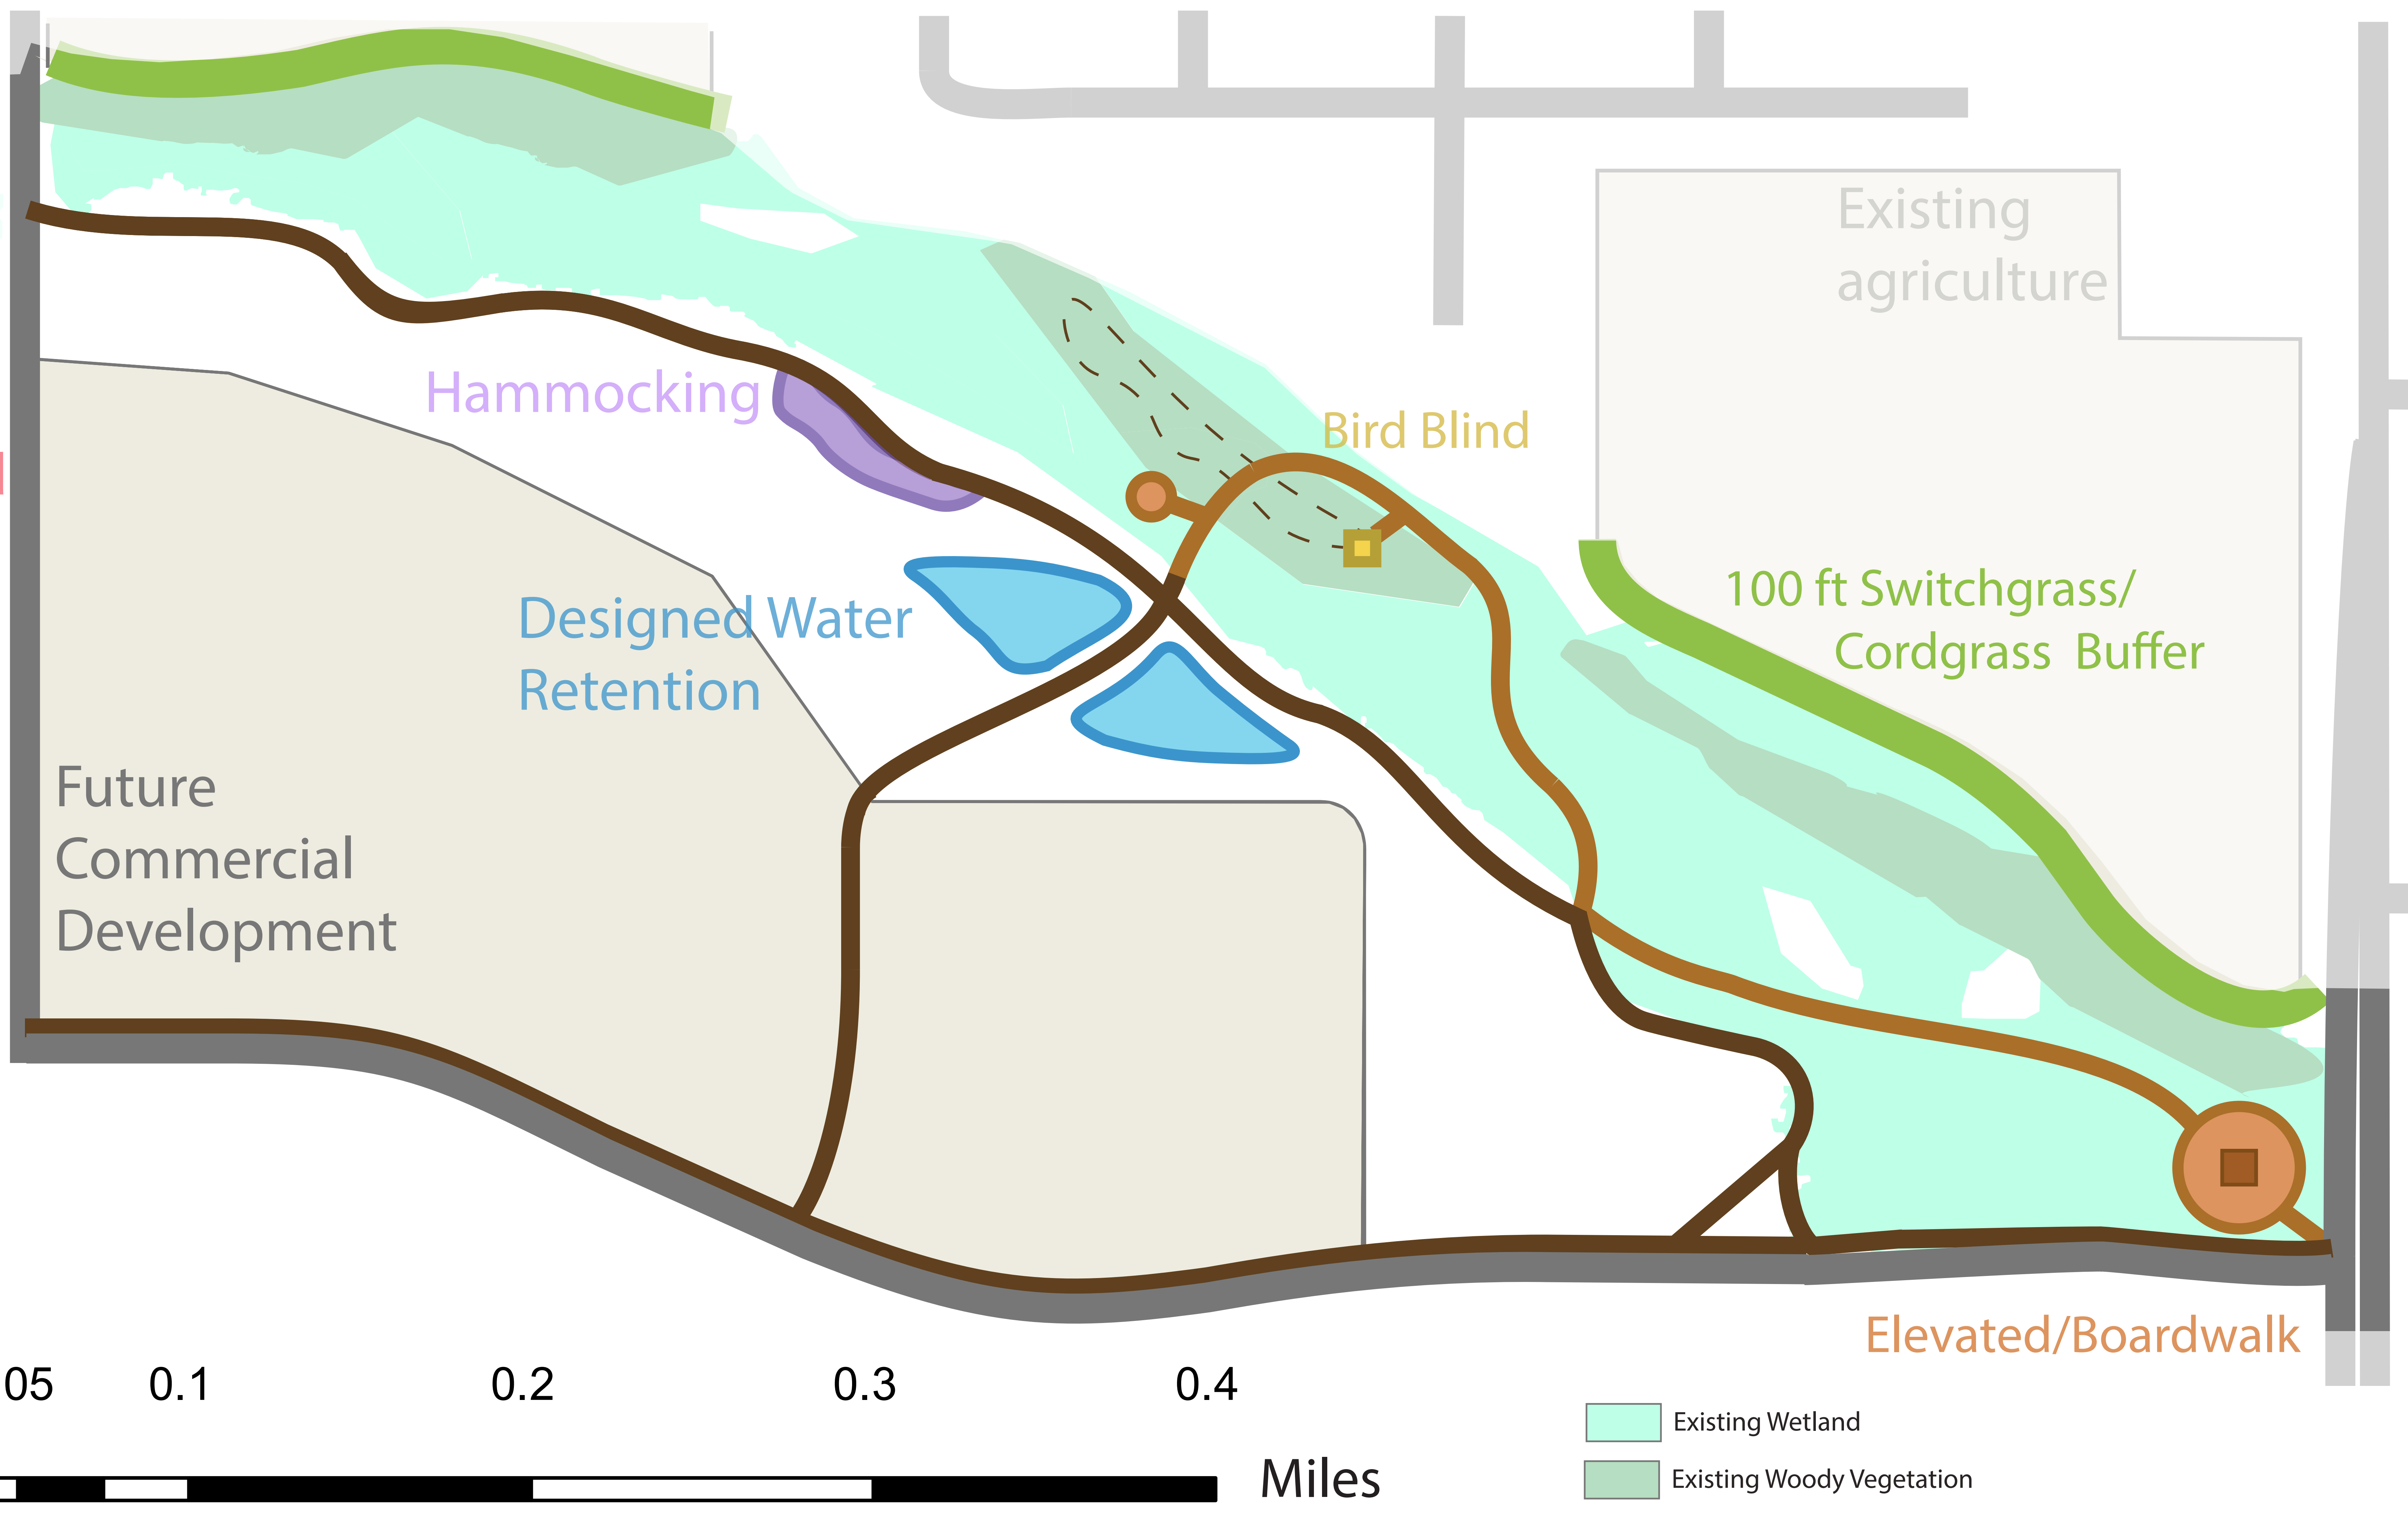 Existing
agriculture
Hammocking
Bird Blind
100 ft Switchgrass/
Cordgrass Buffer
Designed Water
Retention
Future
Commercial
Development
Elevated/Boardwalk
05 0.1 0.2 0.3 0.4
Miles
Existing Wetland
Existing Woody Vegetation